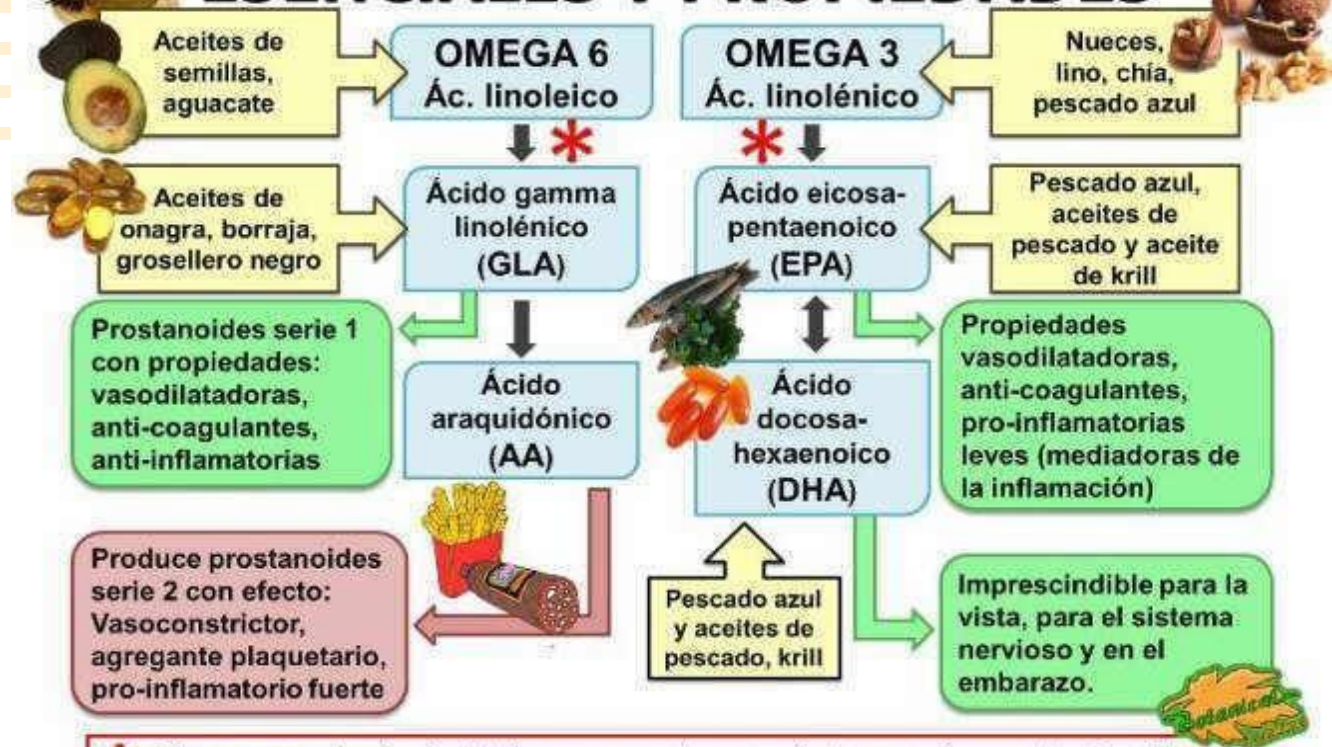 ESENCIALES Y PROPIEDADES
Aceites de
semillas,
aguacate
OMEGA 6
Ác. linoleico
OMEGA 3
Ác. linolénico
Nueces,
lino, chía,
pescado azul
*
*
Aceites de
onagra, borraja,
grosellero negro
Ácido gamma
linolénico
(GLA)
Ácido eicosa-
pentaenoico
(EPA)
Pescado azul,
aceites de
pescado y aceite
de krill
Prostanoides serie 1
con propiedades:
vasodilatadoras,
anti-coagulantes,
anti-inflamatorias
Ácido
araquidónico
(AA)
Ácido
docosa-
hexaenoico
(DHA)
Propiedades
vasodilatadoras,
anti-coagulantes,
pro-inflamatorias
leves (mediadoras de
la inflamación)
Produce prostanoides
serie 2 con efecto:
Vasoconstrictor,
agregante plaquetario,
pro-inflamatorio fuerte
Pescado azul
y aceites de
pescado, krill
Imprescindible para la
vista, para el sistema
nervioso y en el
embarazo.